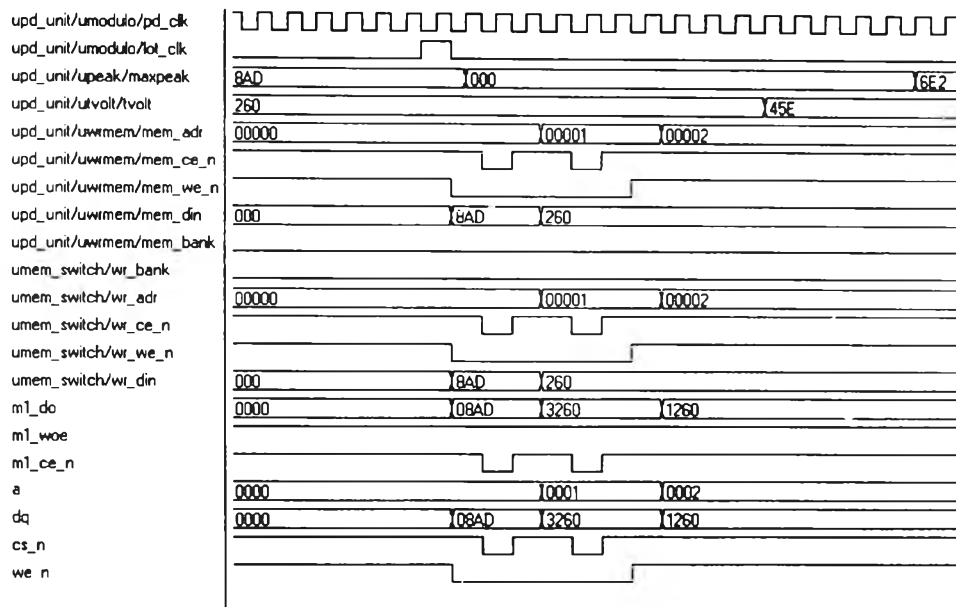 upd_unit/umodulo/pd_clk
upd_unit/umodulo/lot_clk
upd_unit/upeak/maxpeak 8AD 000 6E2
upd_unit/utvolt/tvolt 260 45E
upd_unit/uwrmem/mem_adr 00000 00001 00002
upd_unit/uwrmem/mem_ce_n
upd_unit/uwrmem/mem_we_n
upd_unit/uwrmem/mem_din 000 8AD 260
upd_unit/uwrmem/mem_bank
umem_switch/wr_bank
umem_switch/wr_adr 00000 00001 00002
umem_switch/wr_ce_n
umem_switch/wr_we_n
umem_switch/wr_din 000 8AD 260
m1_do 0000 08AD 3260 1260
m1_woe
m1_ce_n
a 0000 0001 0002
dq 0000 08AD 3260 1260
cs_n
we_n